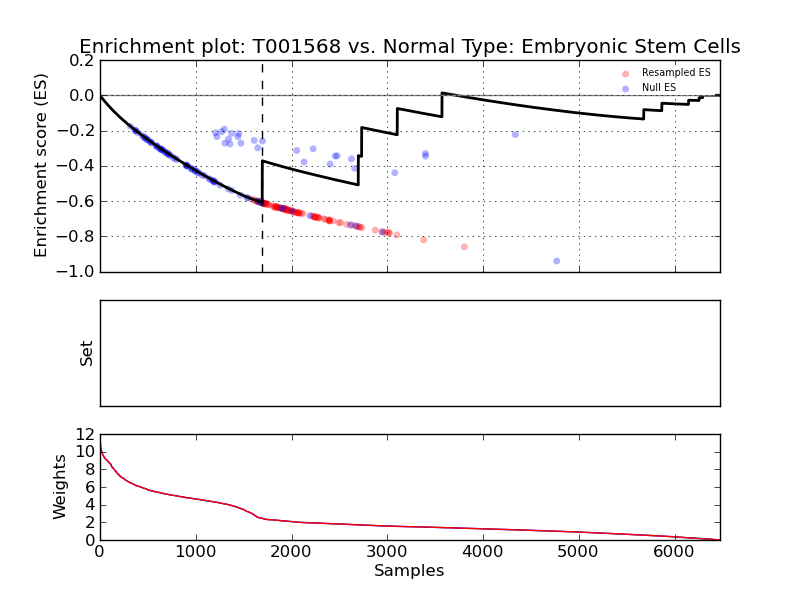 Enrichment plot: T001568 vs. Normal Type: Embryonic Stem Cells
Enrichment score (ES)
0.2
0.0
−0.2
−0.4
−0.6
−0.8
−1.0
Resampled ES
Null ES
Set
Weights
12
10
8
6
4
2
0
0 1000 2000 3000 4000 5000 6000
Samples